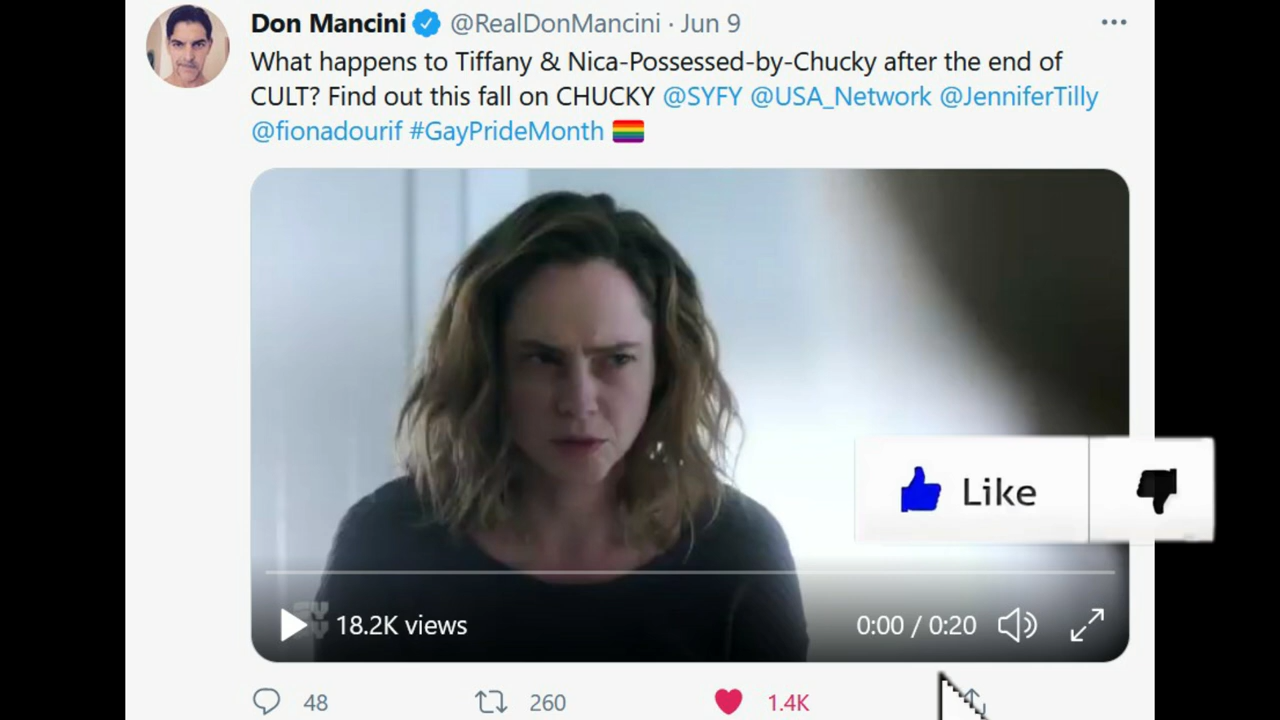 Don Mancini @RealDonMancini · Jun 9
What happens to Tiffany & Nica-Possessed-by-Chucky after the end of
CULT? Find out this fall on CHUCKY @SYFY @USA_Network @JenniferTilly
@fionadourif #GayPrideMonth
Like
18.2K views 0:00 / 0:20
48 260 1.4K